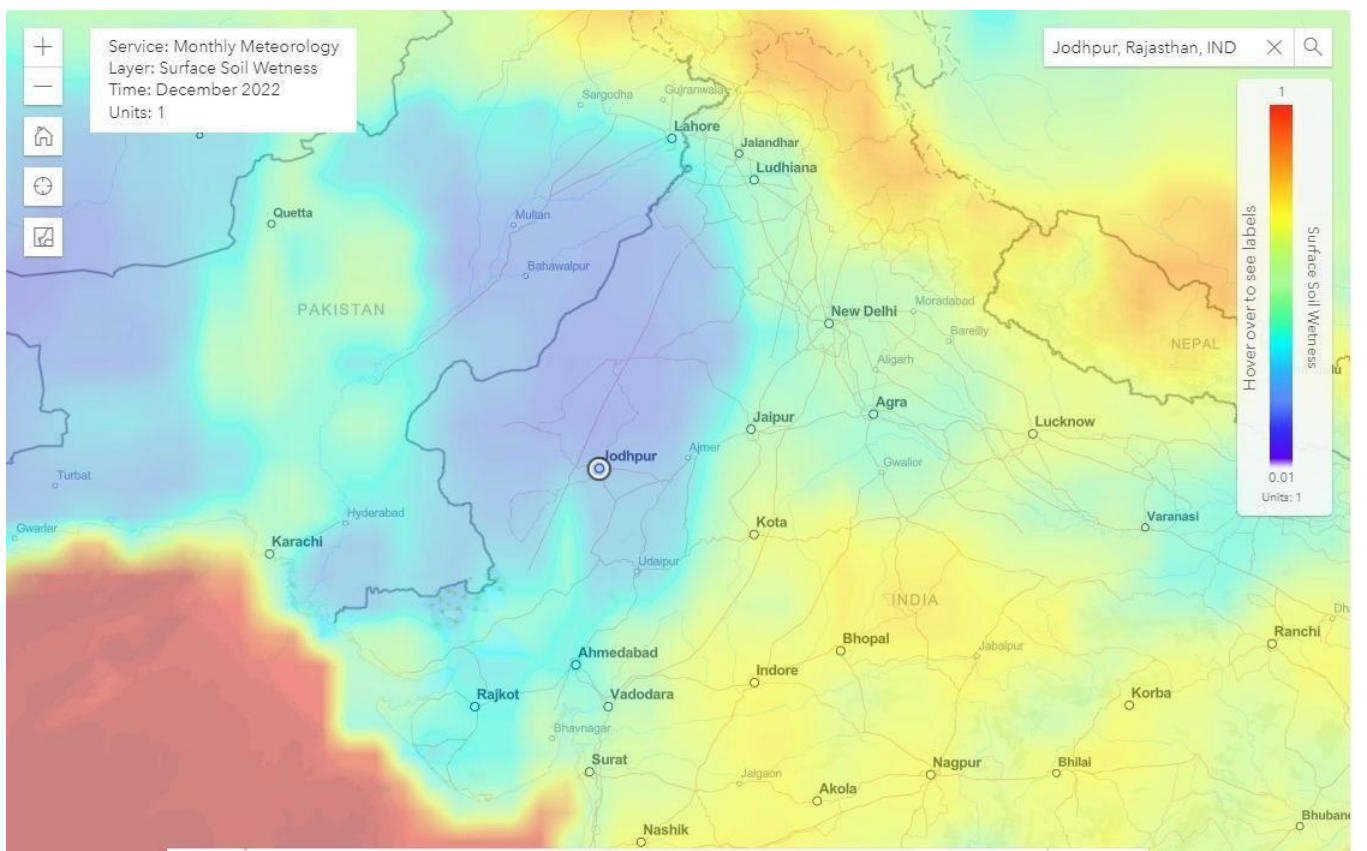 Service: Monthly Meteorology
Layer: Surface Soil Wetness
Time: December 2022
Units: 1
Jodhpur, Rajasthan, IND
1
Hover over to see labels
Surface Soil Wetness
0.01
Units: 1
Sargodha
Gujranwala
Lahore
Jalandhar
Ludhiana
Quetta
Multan
Bahawalpur
PAKISTAN
New Delhi
Moradabad
Bareilly
NEPAL
Aligarh
Agra
Jaipur
Lucknow
Jodhpur
Ajmer
Gwalior
Turbat
Hyderabad
Gwadar
Karachi
Kota
Varanasi
Udaipur
INDIA
Ranchi
Bhopal
Jabalpur
Ahmedabad
Indore
Rajkot
Vadodara
Korba
Bhavnagar
Surat
Jalgaon
Nagpur
Bhilai
Akola
Bhuban
Nashik